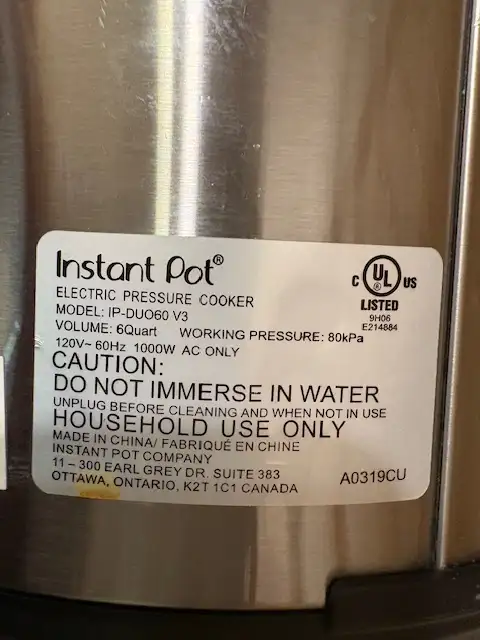 Instant Pot®
ELECTRIC PRESSURE COOKER
MODEL: IP-DUO60 V3
VOLUME: 6Quart WORKING PRESSURE: 80kPa
120V~ 60Hz 1000W AC ONLY
C UL ® US
LISTED
9H06
E214884
CAUTION:
DO NOT IMMERSE IN WATER
UNPLUG BEFORE CLEANING AND WHEN NOT IN USE
HOUSEHOLD USE ONLY
MADE IN CHINA/ FABRIQUÉ EN CHINE
INSTANT POT COMPANY
11 – 300 EARL GREY DR. SUITE 383
OTTAWA, ONTARIO, K2T 1C1 CANADA
A0319CU